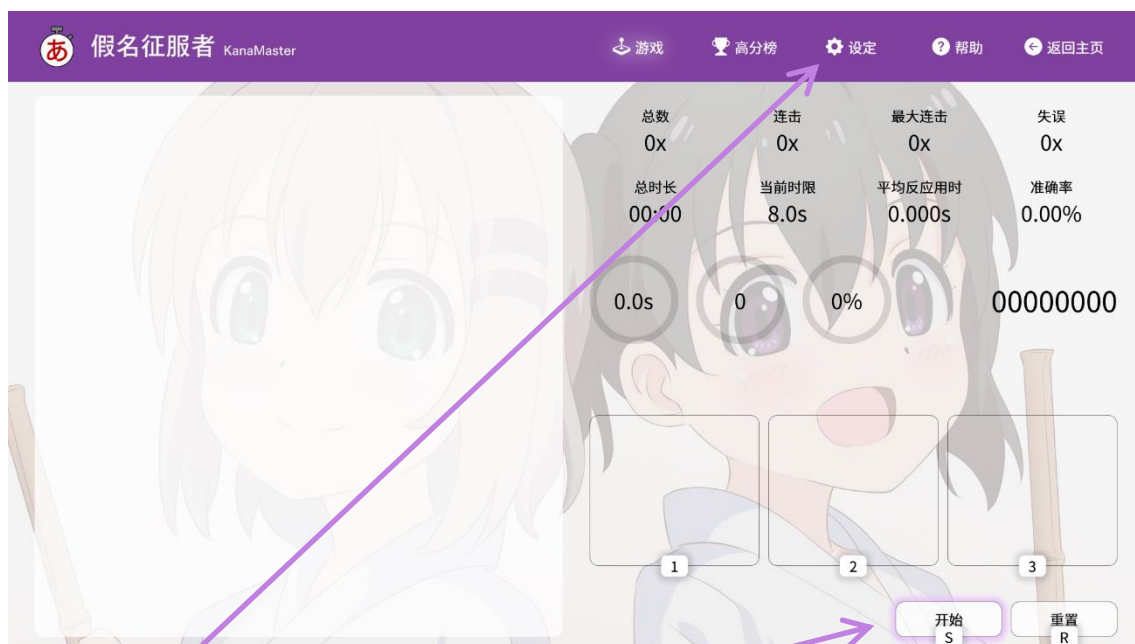 あ 假名征服者 KanaMaster 游戏 高分榜 设定 帮助 返回主页
总数 连击 最大连击 失误
0x 0x 0x 0x
总时长 当前时限 平均反应用时 准确率
00:00 8.0s 0.000s 0.00%
0.0s 0 0% 00000000
1 2 3
开始 重置
S R